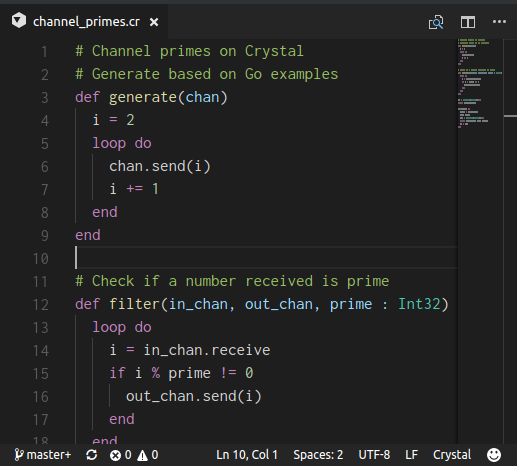 channel_primes.cr
1 # Channel primes on Crystal
2 # Generate based on Go examples
3 def generate(chan)
4 i = 2
5 loop do
6 chan.send(i)
7 i += 1
8 end
9 end
10
11 # Check if a number received is prime
12 def filter(in_chan, out_chan, prime : Int32)
13 loop do
14 i = in_chan.receive
15 if i % prime != 0
16 out_chan.send(i)
17 end
18 end
master+ 0 0 Ln 10, Col 1 Spaces: 2 UTF-8 LF Crystal